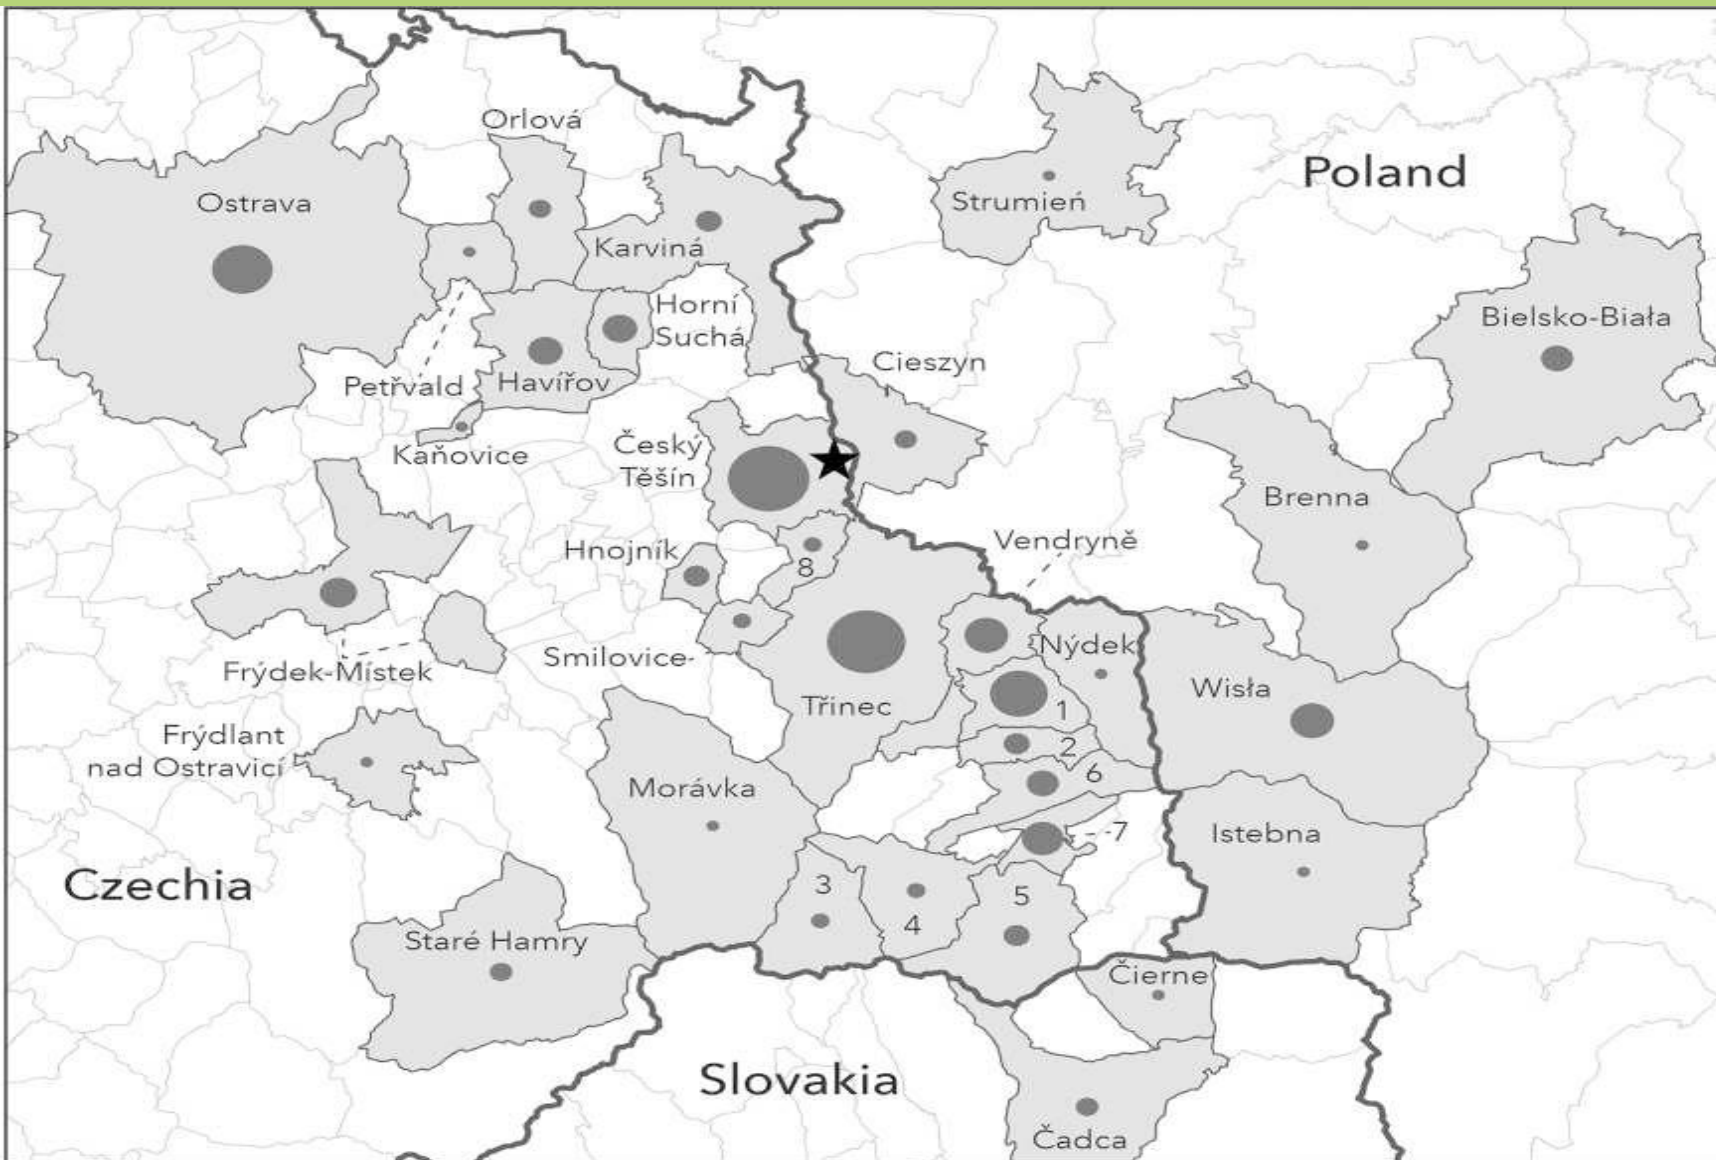 Orlová
Poland
Ostrava
Strumień
Karviná
Horní
Suchá
Bielsko-Biała
Cieszyn
Petřvald
Havířov
Český
Těšín
Kaňovice
Brenna
Vendryně
Hnojník
8
Nýdek
Smilovice
Frýdek-Místek
Wisła
Třinec
1
Frýdlant
nad Ostravicí
2
6
Morávka
7
Istebna
Czechia
3
5
4
Staré Hamry
Čierne
Slovakia
Čadca